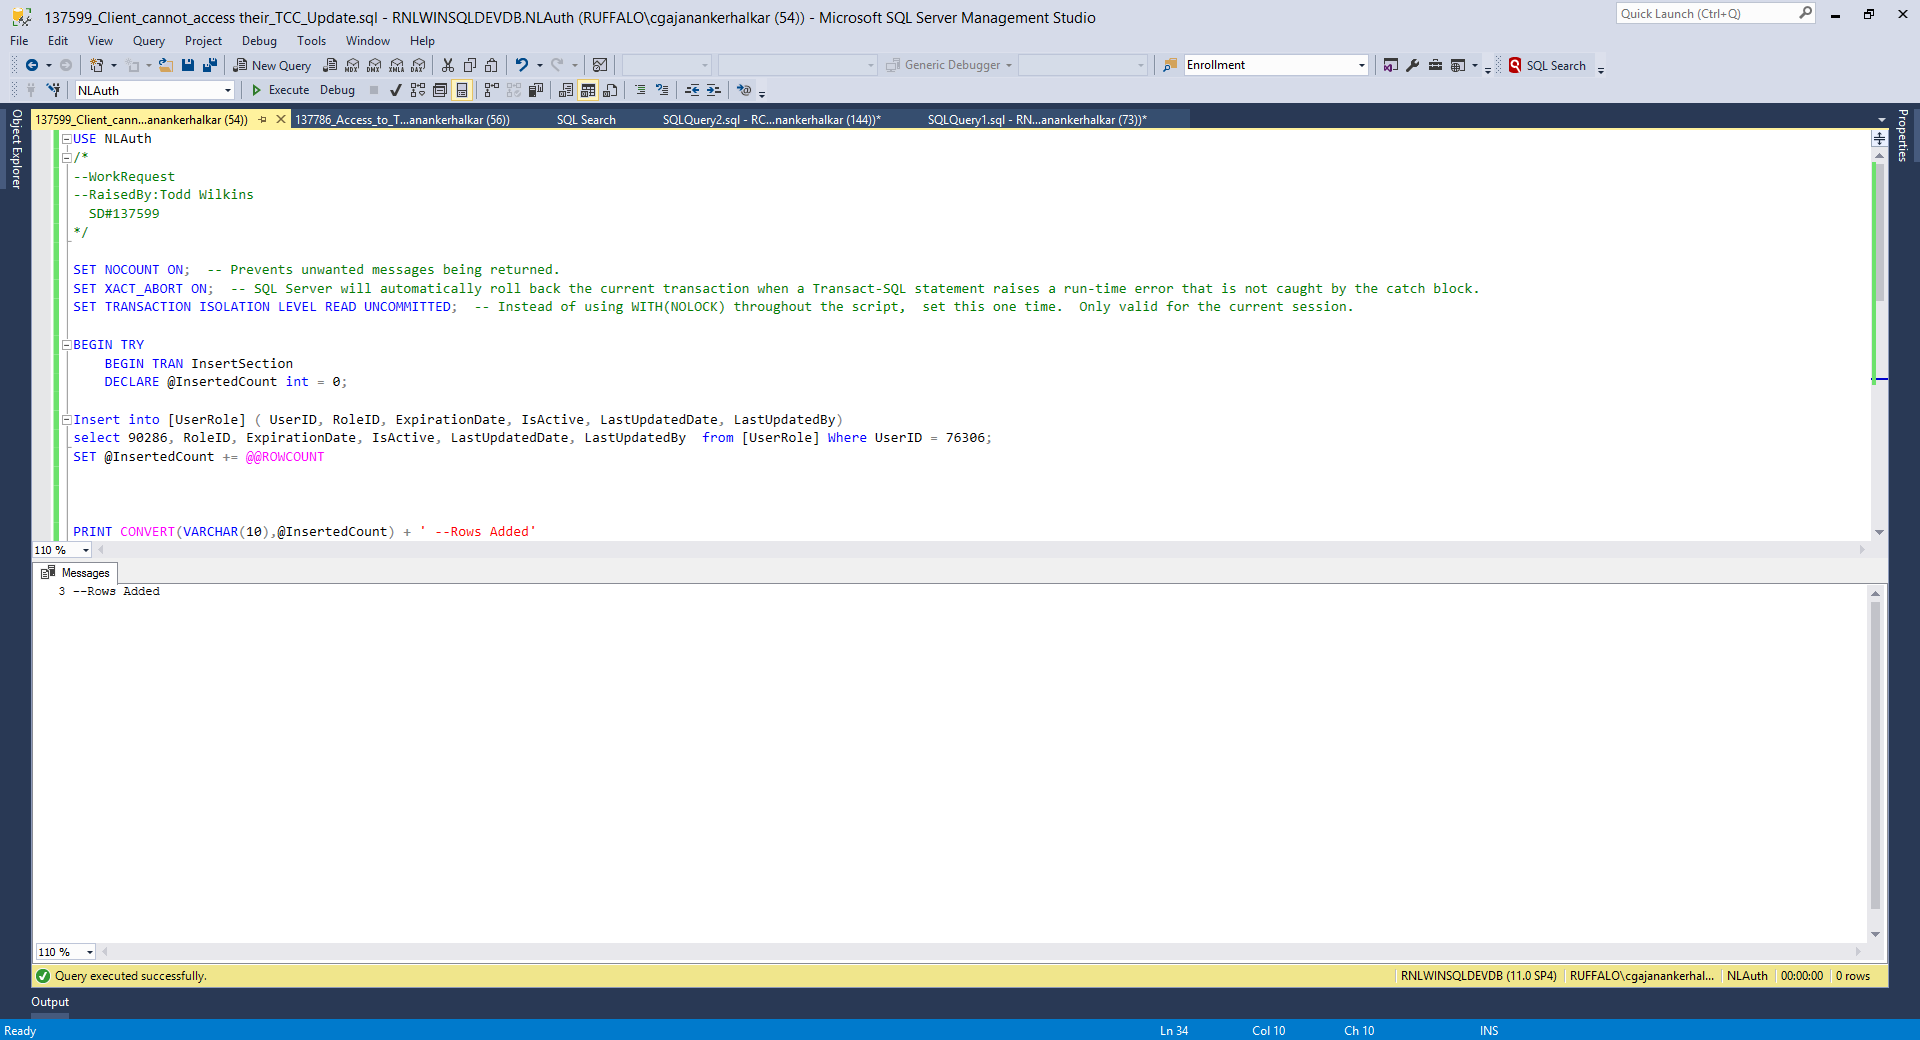 137599_Client_cannot_access their_TCC_Update.sql - RNLWINSQLDEVDB.NLAuth (RUFFALO\cgajanankerhalkar (54)) - Microsoft SQL Server Management Studio
Quick Launch (Ctrl+Q)
File Edit View Query Project Debug Tools Window Help
New Query
MDX DMX XMLA DAX
Generic Debugger
Enrollment
SQL Search
NLAuth
Execute Debug
Object Explorer
Properties
137599_Client_cann...anankerhalkar (54)) 137786_Access_to_T...anankerhalkar (56)) SQL Search SQLQuery2.sql - RC...nankerhalkar (144))* SQLQuery1.sql - RN...anankerhalkar (73))*
USE NLAuth
/*
--WorkRequest
--RaisedBy:Todd Wilkins
SD#137599
*/
SET NOCOUNT ON;  -- Prevents unwanted messages being returned.
SET XACT_ABORT ON;  -- SQL Server will automatically roll back the current transaction when a Transact-SQL statement raises a run-time error that is not caught by the catch block.
SET TRANSACTION ISOLATION LEVEL READ UNCOMMITTED;  -- Instead of using WITH(NOLOCK) throughout the script,  set this one time.  Only valid for the current session.
BEGIN TRY
BEGIN TRAN InsertSection
DECLARE @InsertedCount int = 0;
Insert into [UserRole] ( UserID, RoleID, ExpirationDate, IsActive, LastUpdatedDate, LastUpdatedBy)
select 90286, RoleID, ExpirationDate, IsActive, LastUpdatedDate, LastUpdatedBy  from [UserRole] Where UserID = 76306;
SET @InsertedCount += @@ROWCOUNT
PRINT CONVERT(VARCHAR(10),@InsertedCount) + ' --Rows Added'
110 %
Messages
3 --Rows Added
110 %
Query executed successfully.
RNLWINSQLDEVDB (11.0 SP4) RUFFALO\cgajanankerhal... NLAuth 00:00:00 0 rows
Output
Ready
Ln 34 Col 10 Ch 10 INS